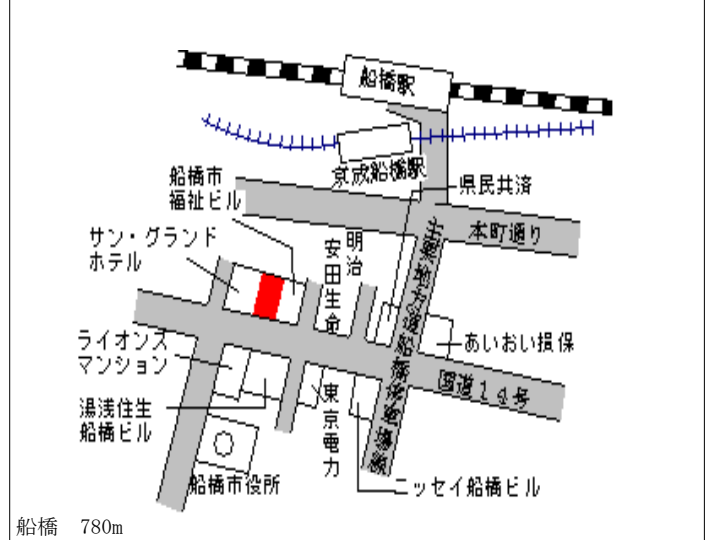 船橋駅
京成船橋駅
船橋市
福祉ビル
県民共済
本町通り
サン・グランド
ホテル
明治
安田生命
主要地方道船橋停車場線
ライオンズ
マンション
あいおい損保
国道14号
湯浅住生
船橋ビル
東京電力
船橋市役所
ニッセイ船橋ビル
船橋 780m